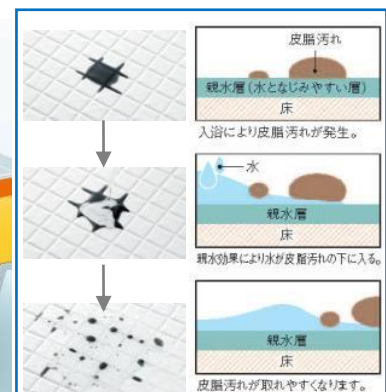 皮脂汚れ
親水層(水となじみやすい層)
床
入浴により皮脂汚れが発生。
水
親水層
床
親水効果により水が皮脂汚れの下に入る。
親水層
床
皮脂汚れが取れやすくなります。